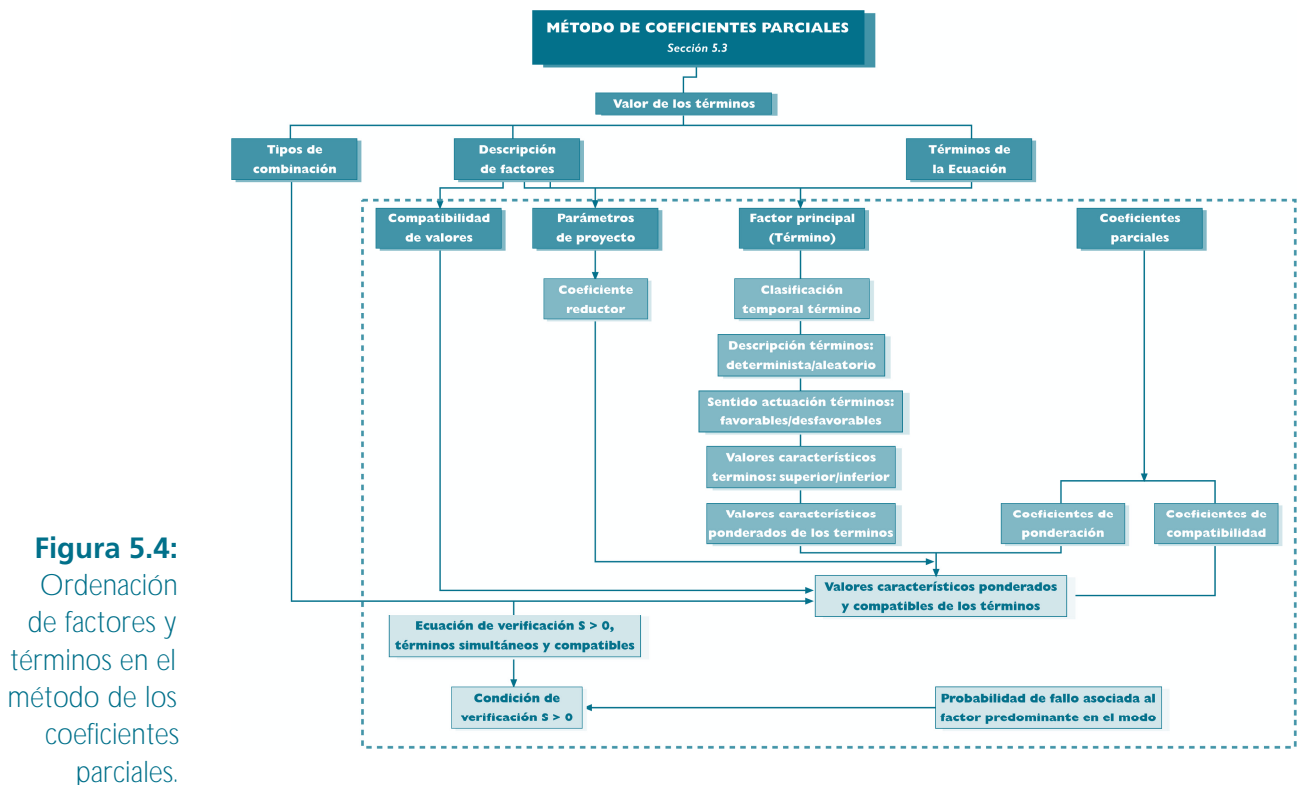 MÉTODO DE COEFICIENTES PARCIALES
Sección 5.3
Valor de los términos
Tipos de
combinación
Descripción
de factores
Términos de
la Ecuación
Compatibilidad
de valores
Parámetros
de proyecto
Factor principal
(Término)
Coeficientes
parciales
Coeficiente
reductor
Clasificación
temporal término
Descripción términos:
determinista/aleatorio
Sentido actuación términos:
favorables/desfavorables
Valores característicos
terminos: superior/inferior
Valores característicos
ponderados de los terminos
Coeficientes de
ponderación
Coeficientes de
compatibilidad
Valores característicos ponderados
y compatibles de los términos
Ecuación de verificación S > 0,
términos simultáneos y compatibles
Condición de
verificación S > 0
Probabilidad de fallo asociada al
factor predominante en el modo
Figura 5.4:
Ordenación
de factores y
términos en el
método de los
coeficientes
parciales.